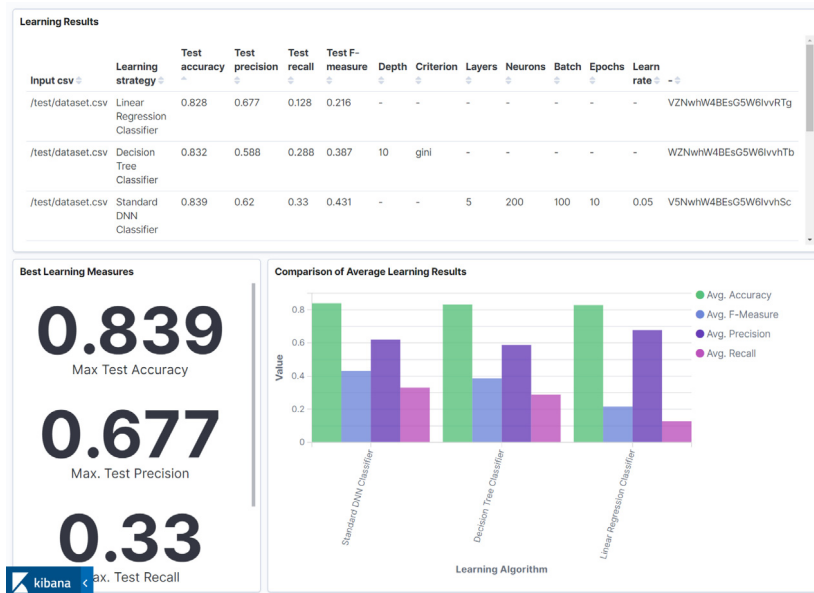 Learning Results
Test Test Test Test F-
Learning accuracy precision recall measure Depth Criterion Layers Neurons Batch Epochs Learn
Input csv strategy rate -
/test/dataset.csv Linear 0.828 0.677 0.128 0.216 - - - - - - - VZNwhW4BEsG5W6IvvRTg
Regression
Classifier
/test/dataset.csv Decision 0.832 0.588 0.288 0.387 10 gini - - - - - WZNwhW4BEsG5W6IvvhTb
Tree
Classifier
/test/dataset.csv Standard 0.839 0.62 0.33 0.431 - - 5 200 100 10 0.05 V5NwhW4BEsG5W6IvvhSc
DNN
Classifier
Best Learning Measures
0.839
Max Test Accuracy
0.677
Max. Test Precision
0.33
ax. Test Recall
kibana
Comparison of Average Learning Results
Value
0.8
0.6
0.4
0.2
0
Standard DNN Classifier
Decision Tree Classifier
Linear Regression Classifier
Learning Algorithm
Avg. Accuracy
Avg. F-Measure
Avg. Precision
Avg. Recall